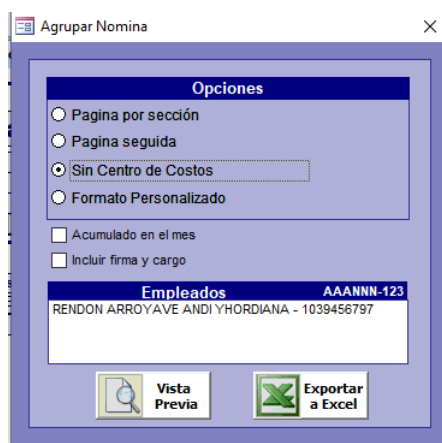 Agrupar Nomina
Opciones
Pagina por sección
Pagina seguida
Sin Centro de Costos
Formato Personalizado
Acumulado en el mes
Incluir firma y cargo
Empleados AAANNN-123
RENDON ARROYAVE ANDI YHORDIANA - 1039456797
Vista
Previa
Exportar
a Excel